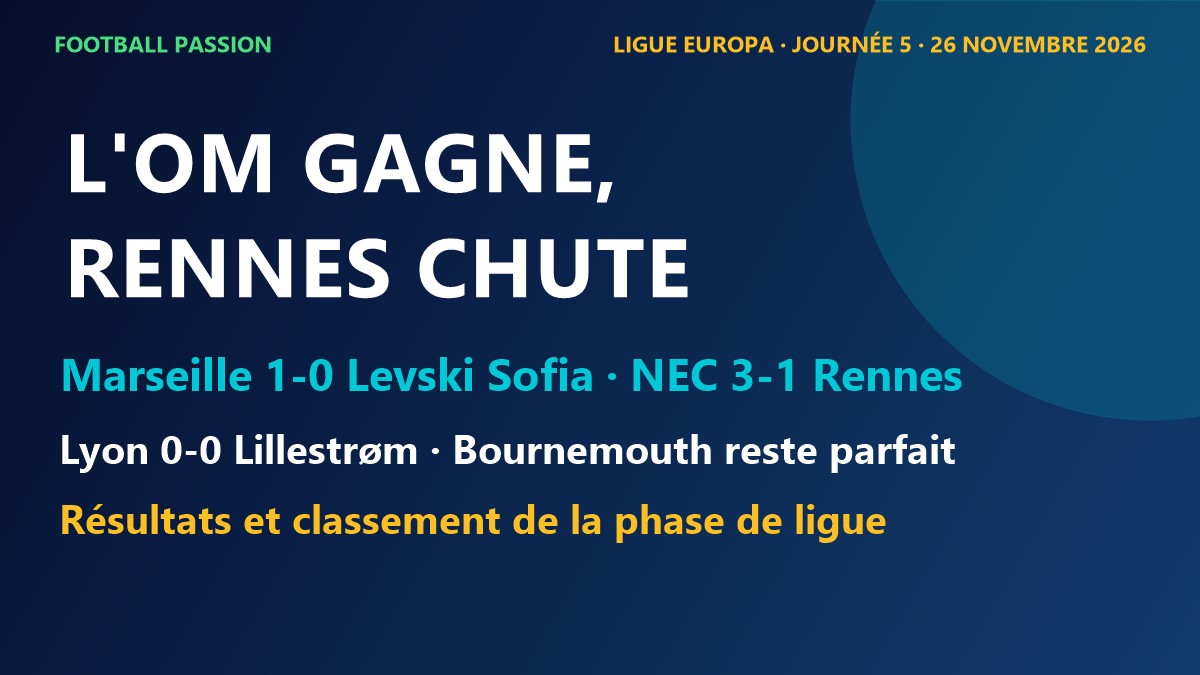 FOOTBALL PASSION
LIGUE EUROPA · JOURNÉE 5 · 26 NOVEMBRE 2026
L'OM GAGNE,
RENNES CHUTE
Marseille 1-0 Levski Sofia · NEC 3-1 Rennes
Lyon 0-0 Lillestrøm · Bournemouth reste parfait
Résultats et classement de la phase de ligue